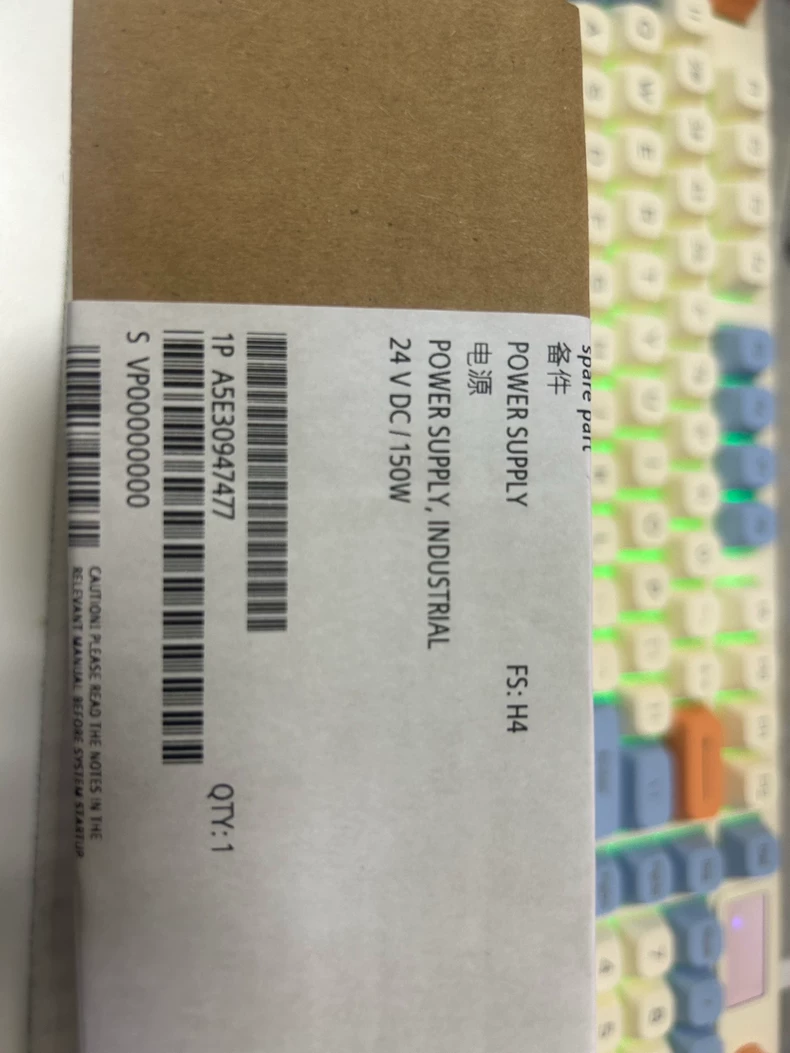 spare part
备件
POWER SUPPLY FS: H4
电源
POWER SUPPLY, INDUSTRIAL
24 V DC / 150W
1P A5E30947477 QTY: 1
S VP00000000
CAUTION! PLEASE READ THE NOTES IN THE
RELEVANT MANUAL BEFORE SYSTEM STARTUP